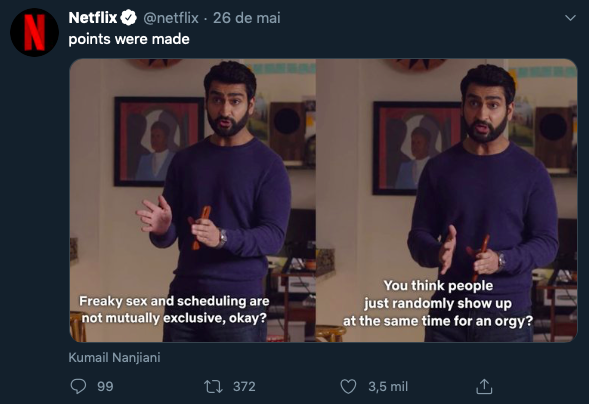 Netflix @netflix · 26 de mai
points were made
Freaky sex and scheduling are
not mutually exclusive, okay?
You think people
just randomly show up
at the same time for an orgy?
Kumail Nanjiani
99 372 3,5 mil